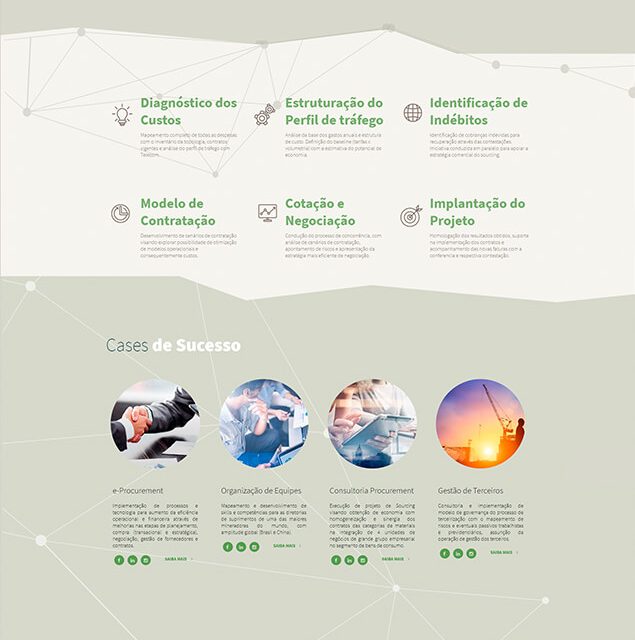 Diagnóstico dos
Custos
Mapeamento completo de todas as despesas
com o inventário da topologia, contratos
vigentes e análise do perfil de tráfego com
Estruturação do
Perfil de tráfego
Análise de base dos gastos anuais e estrutura
de custo. Definição do baseline (tarifa x
volumetria) com a estimativa do potencial de
economia.
Identificação de
Indébitos
Identificação de cobranças indevidas para
recuperação através das contestações.
Inicia conduzida em paralelo para apoiar a
estratégia comercial do sourcing.
Modelo de
Contratação
Desenvolvimento de cenários de contratação
visando explorar possibilidade de otimização
de modelos operacionais e
consequentemente custos.
Cotação e
Negociação
Condução do processo de concorrência, com
análise de cenários de contratação,
apontamento de riscos e apresentação da
estratégia mais eficiente de negociação.
Implantação do
Projeto
Homologação dos resultados obtidos, suporte
na implementação dos contratos e
acompanhamento das novas faturas com a
conferência e respectiva contestação.
Cases de Sucesso
e-Procurement
Implementação de processos e
tecnologia para aumento da eficiência
operacional e financeira através de
melhorias nas etapas de planejamento,
compra (transacional e estratégia),
negociação, gestão de fornecedores e
contratos.
SAIBA MAIS
Organização de Equipes
Mapeamento e desenvolvimento de
skills e competências para as diretorias
de suprimentos de uma das maiores
mineradoras do mundo, com
amplitude global (Brasil e China).
SAIBA MAIS
Consultoria Procurement
Execução de projeto de Sourcing
visando obtenção de economia com
homogeneização e sinergia dos
contratos das categorias de materiais
na integração de 4 unidades de
negócios de grande grupo empresarial
no segmento de bens de consumo.
SAIBA MAIS
Gestão de Terceiros
Consultoria e implementação de
modelo de governança do processo de
terceirização com o mapeamento de
riscos e eventuais passivos trabalhistas
e previdenciários, assunção da
operação de gestão dos terceiros.
SAIBA MAIS